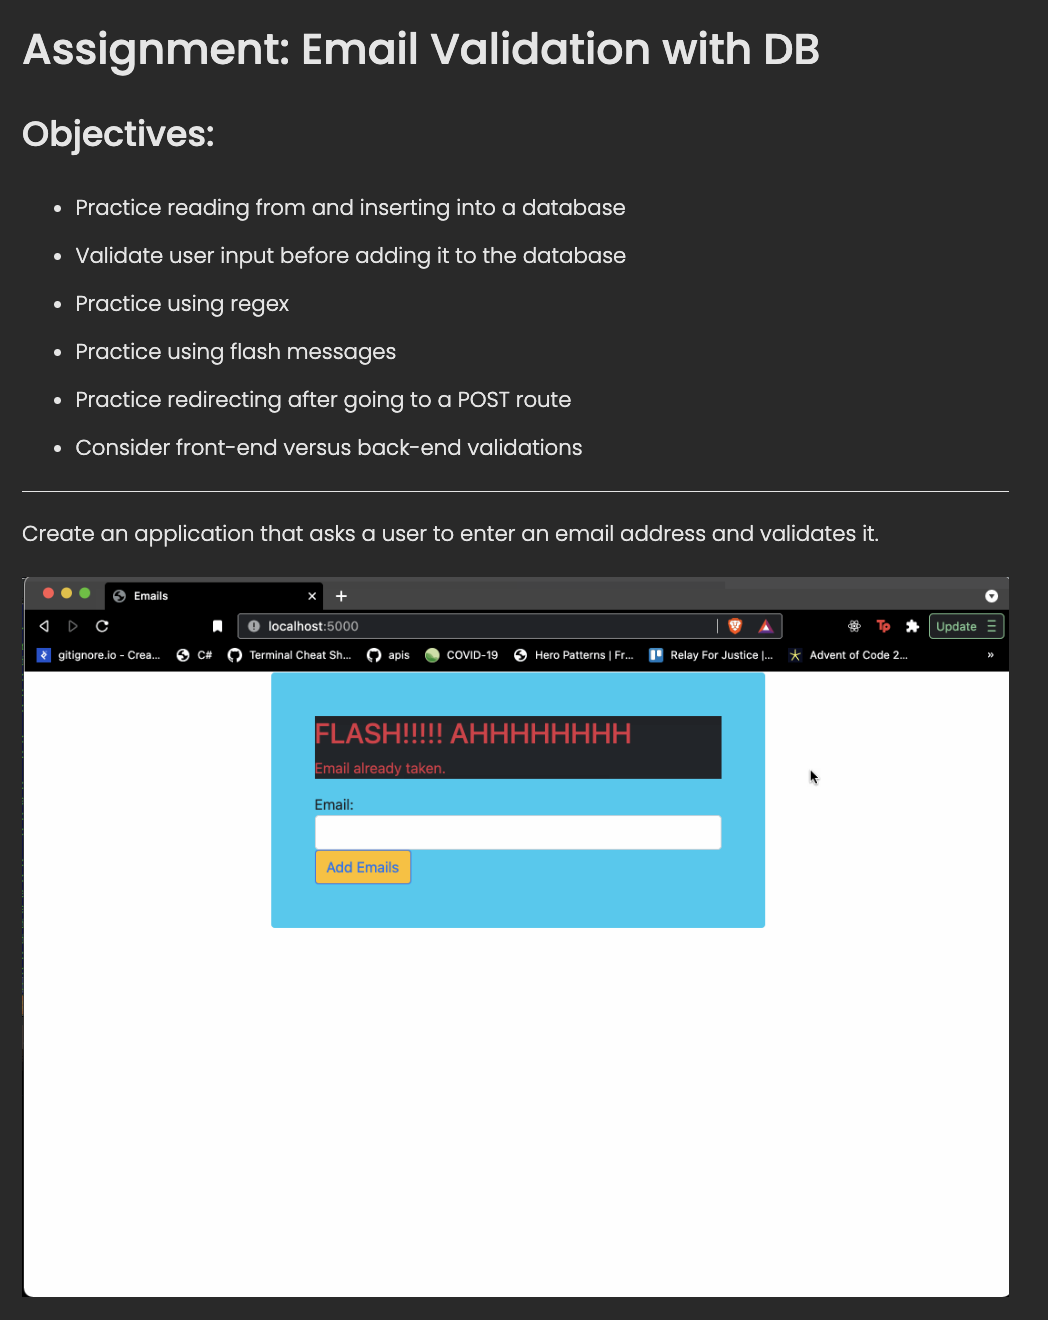 Assignment: Email Validation with DB
Objectives:
Practice reading from and inserting into a database
Validate user input before adding it to the database
Practice using regex
Practice using flash messages
Practice redirecting after going to a POST route
Consider front-end versus back-end validations
Create an application that asks a user to enter an email address and validates it.
Emails
localhost:5000
Tp
Update
gitignore.io - Crea... C# Terminal Cheat Sh... apis COVID-19 Hero Patterns | Fr... Relay For Justice |... Advent of Code 2... »
FLASH!!!!! AHHHHHHHH
Email already taken.
Email:
Add Emails